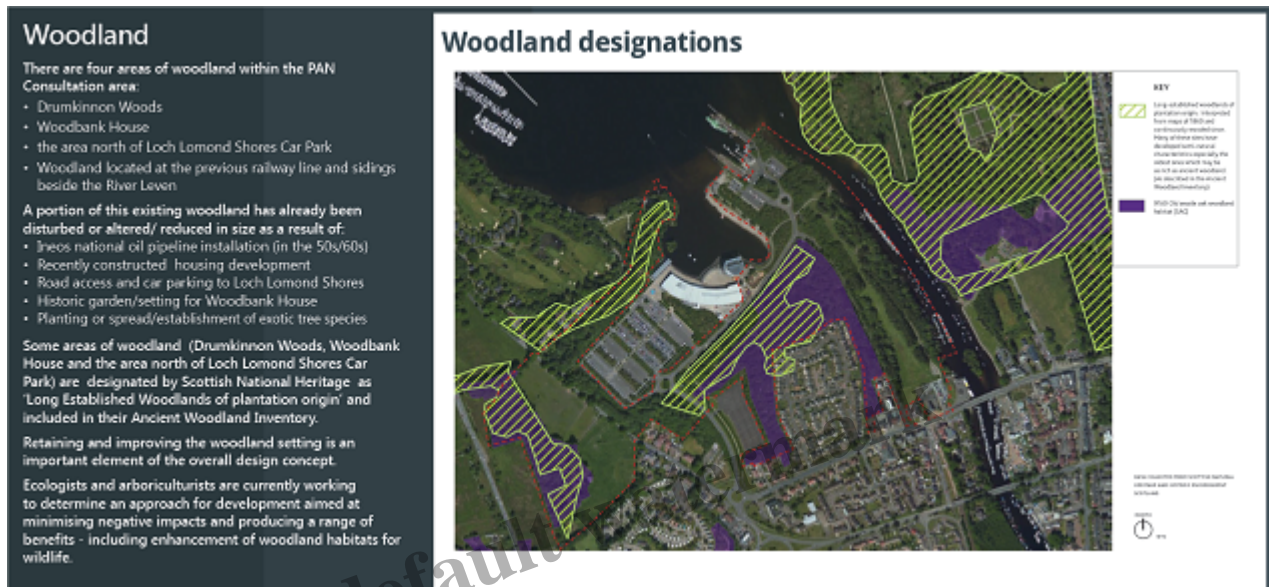 Woodland
There are four areas of woodland within the PAN
Consultation area:
• Drumkinnon Woods
• Woodbank House
• the area north of Loch Lomond Shores Car Park
• Woodland located at the previous railway line and sidings
beside the River Leven
A portion of this existing woodland has already been
disturbed or altered/ reduced in size as a result of:
• Ineos national oil pipeline installation (in the 50s/60s)
• Recently constructed housing development
• Road access and car parking to Loch Lomond Shores
• Historic garden/setting for Woodbank House
• Planting or spread/establishment of exotic tree species
Some areas of woodland (Drumkinnon Woods, Woodbank
House and the area north of Loch Lomond Shores Car
Park) are designated by Scottish National Heritage as
'Long Established Woodlands of plantation origin' and
included in their Ancient Woodland Inventory.
Retaining and improving the woodland setting is an
important element of the overall design concept.
Ecologists and arboriculturists are currently working
to determine an approach for development aimed at
minimising negative impacts and producing a range of
benefits - including enhancement of woodland habitats for
wildlife.
Woodland designations
KEY
Long-established woodlands of
plantation origin.
default